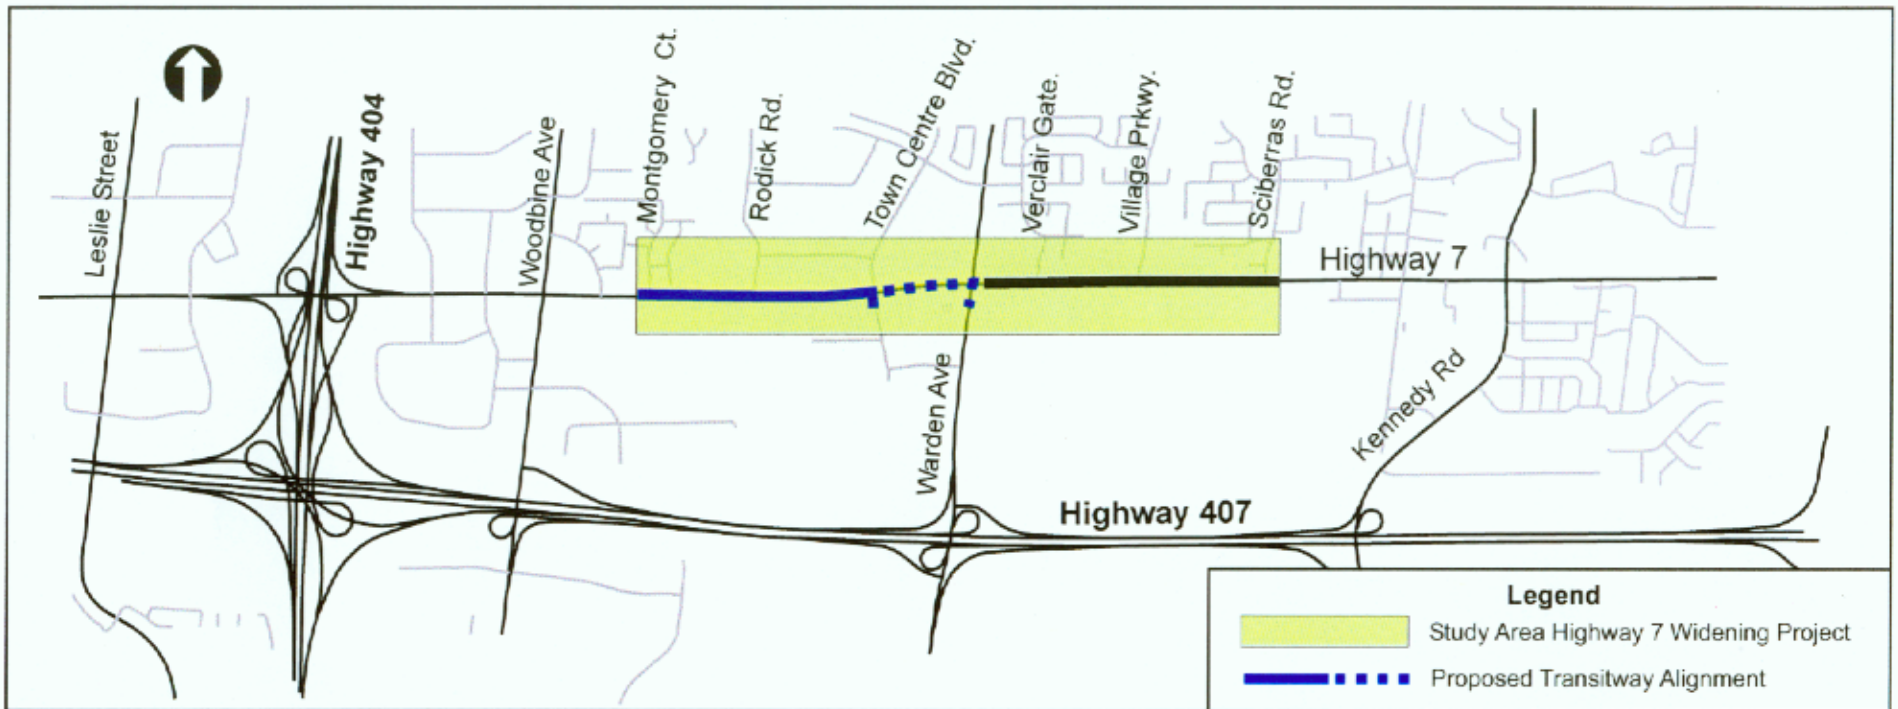 Leslie Street
Highway 404
Woodbine Ave
Montgomery Ct.
Rodick Rd.
Town Centre Blvd.
Verclair Gate.
Village Prkwy.
Sciberras Rd.
Highway 7
Warden Ave
Kennedy Rd
Highway 407
Legend
Study Area Highway 7 Widening Project
Proposed Transitway Alignment